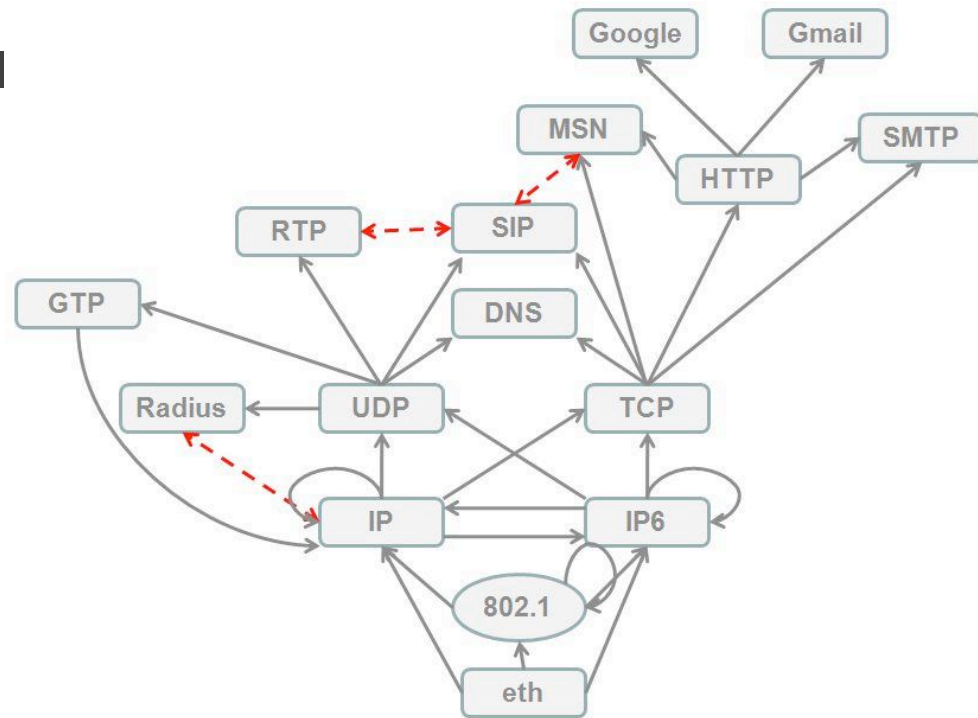 Google
Gmail
MSN
SMTP
HTTP
RTP
SIP
GTP
DNS
Radius
UDP
TCP
IP
IP6
802.1
eth